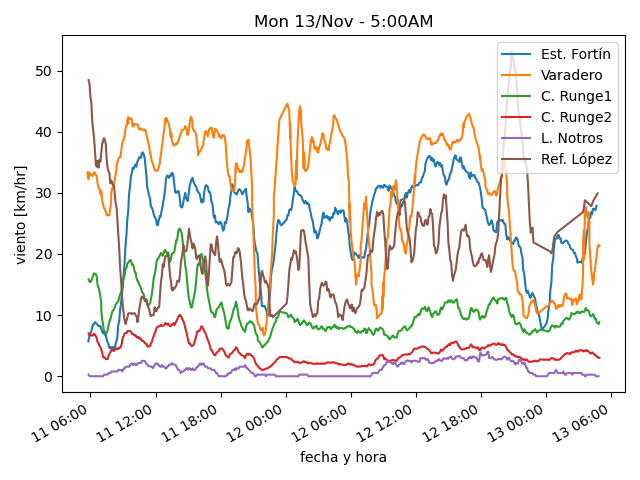 Mon 13/Nov - 5:00AM
Est. Fortín
Varadero
C. Runge1
C. Runge2
L. Notros
Ref. López
viento [km/hr]
50
40
30
20
10
0
11 06:00
11 12:00
11 18:00
12 00:00
12 06:00
12 12:00
12 18:00
13 00:00
13 06:00
fecha y hora